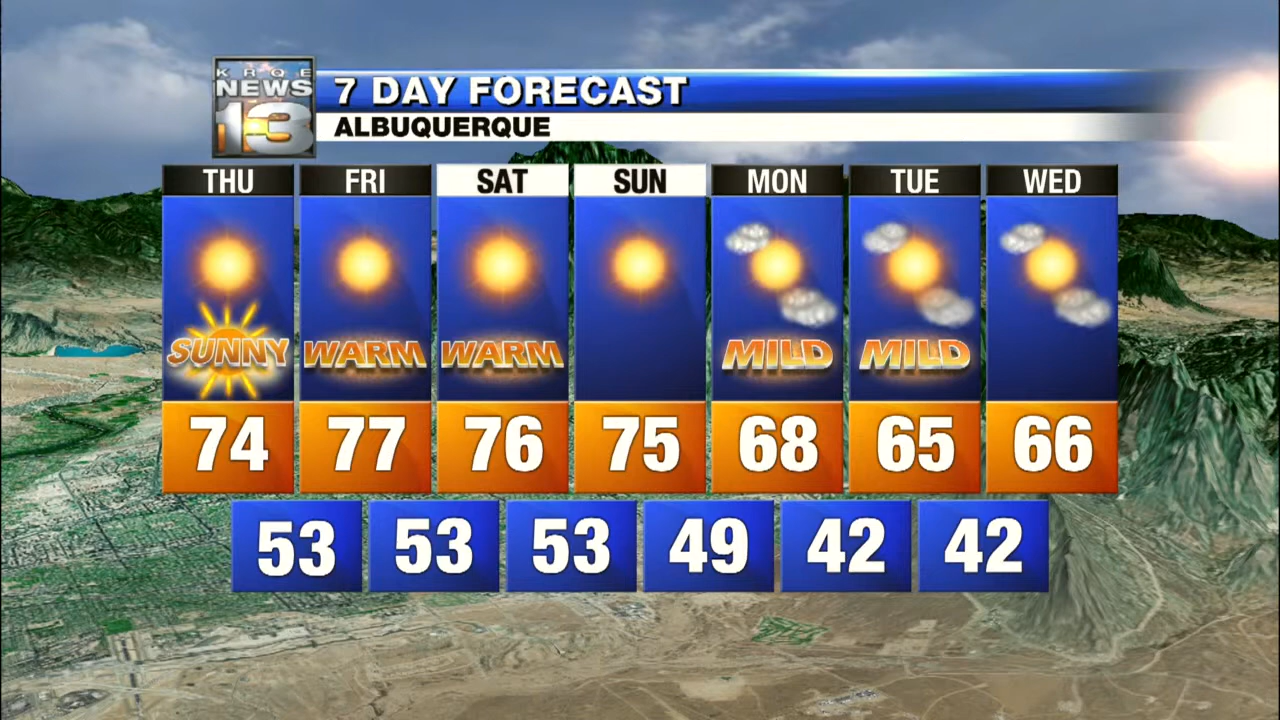 KRQE
NEWS
13
7 DAY FORECAST
ALBUQUERQUE
THU FRI SAT SUN MON TUE WED
SUNNY WARM WARM MILD MILD
74 77 76 75 68 65 66
53 53 53 49 42 42